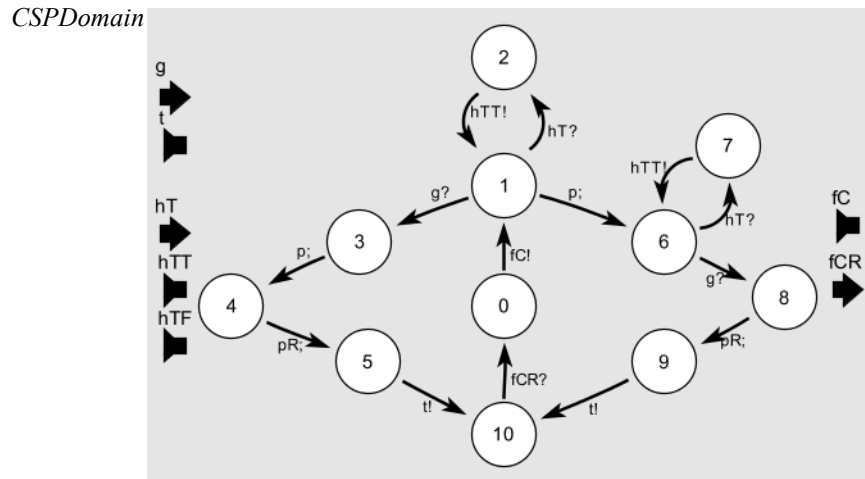 CSPDomain
g
t
hT
hTT
hTF
2
hTT!
hT?
1
g?
p;
3
p;
4
pR;
5
t!
fC!
0
fCR?
10
7
hTT!
hT?
6
g?
8
pR;
9
t!
fC
fCR